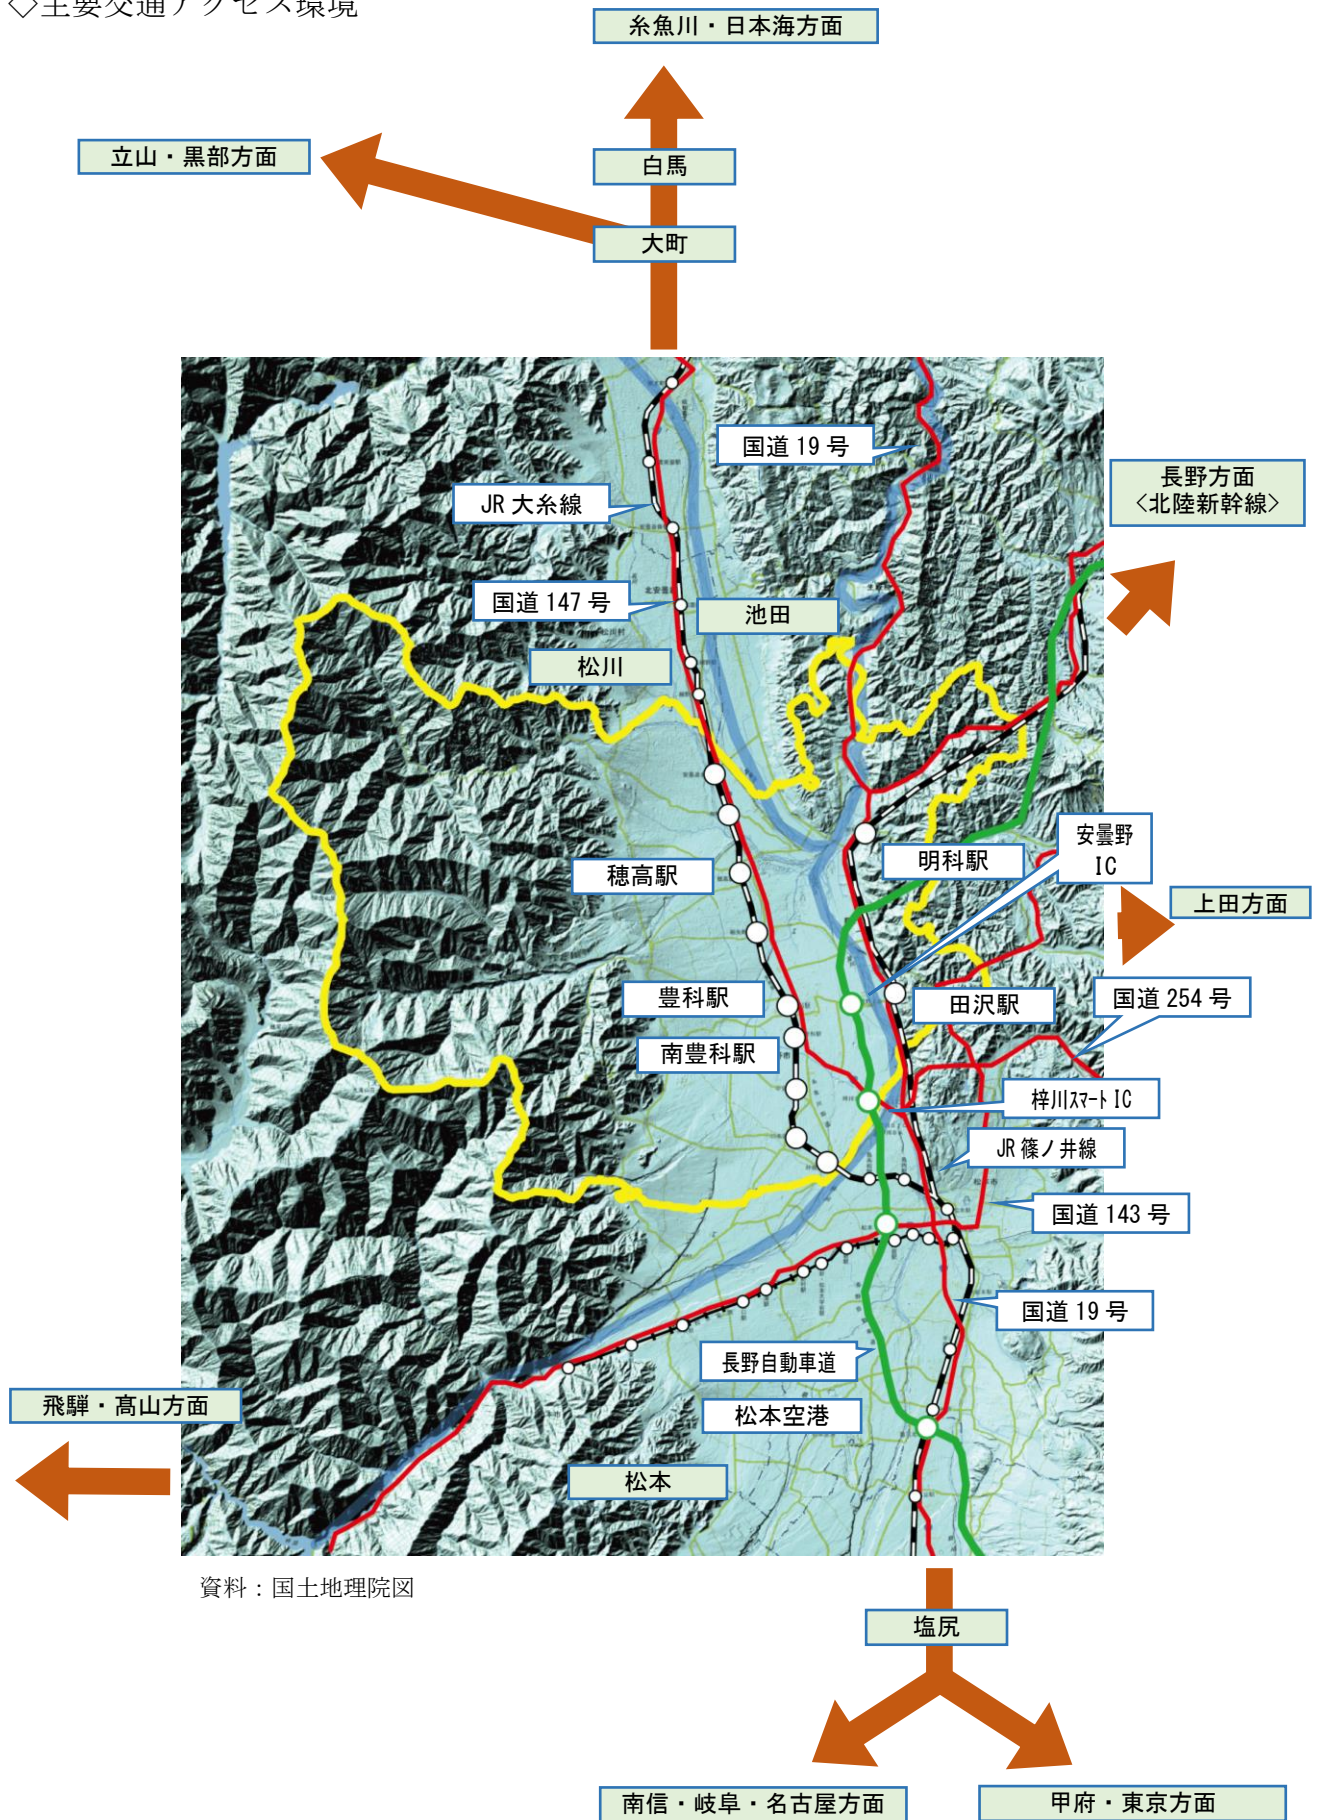 ◇主要交通アクセス環境
糸魚川・日本海方面
立山・黒部方面
白馬
大町
国道 19 号
長野方面
<北陸新幹線>
JR 大糸線
国道 147 号
池田
松川
安曇野
IC
明科駅
穂高駅
上田方面
豊科駅
田沢駅
国道 254 号
南豊科駅
梓川スマート IC
JR 篠ノ井線
国道 143 号
国道 19 号
長野自動車道
飛騨・髙山方面
松本空港
松本
資料：国土地理院図
塩尻
南信・岐阜・名古屋方面
甲府・東京方面